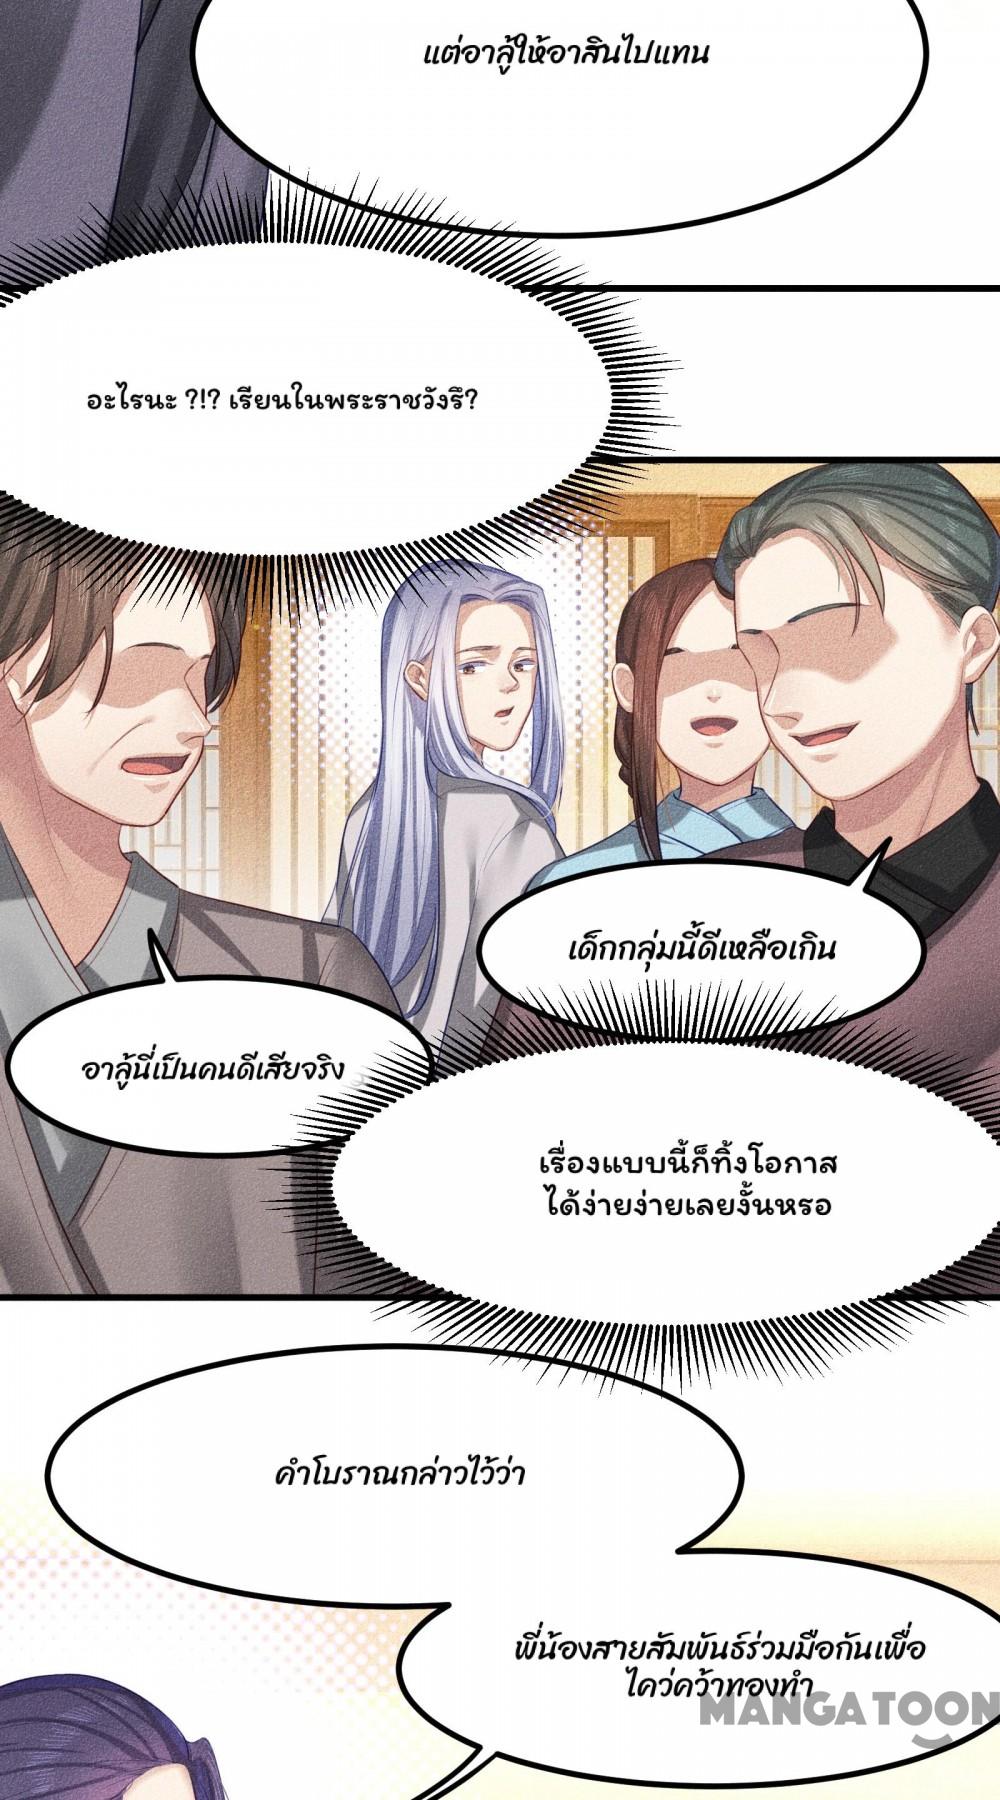 แต่อาลู้ให้อาสินไปแทน
อะไรนะ ?!? เรียนในพระราชวังรึ?
เด็กกลุ่มนี้ดีเหลือเกิน
อาลู้นี่เป็นคนดีเสียจริง
เรื่องแบบนี้ก็ทิ้งโอกาส
ได้ง่ายง่ายเลยงั้นหรอ
คำโบราณกล่าวไว้ว่า
พี่น้องสายสัมพันธ์ร่วมมือกันเพื่อ
ไคว่คว้าทองทำ
MANGATOON